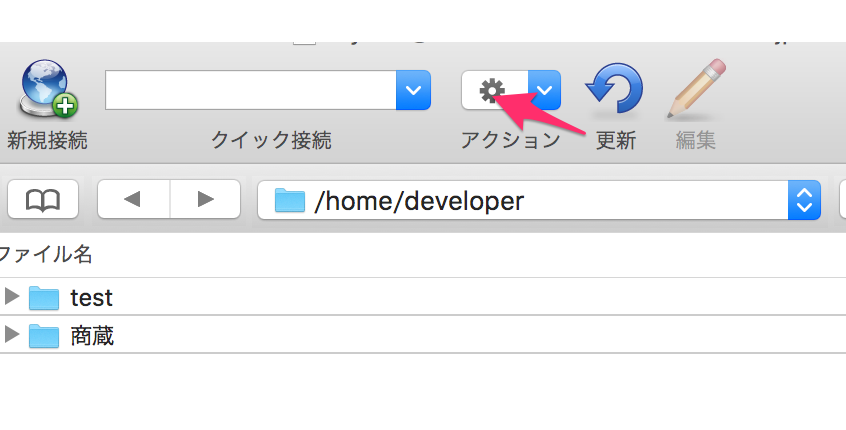 新規接続
クイック接続
アクション
更新
編集
/home/developer
ファイル名
test
商蔵